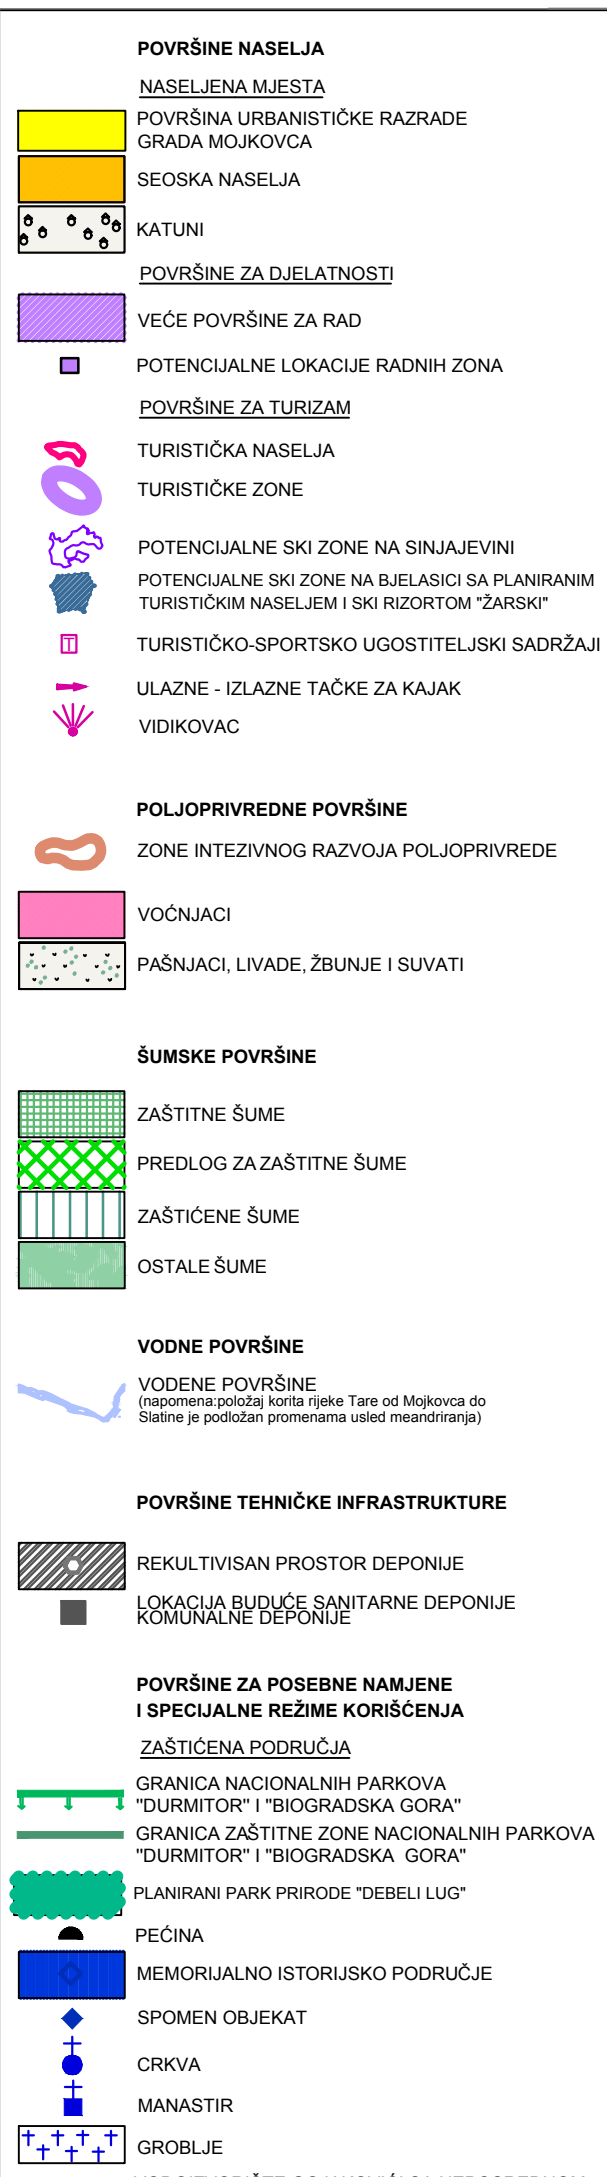 POVRŠINE NASELJA
NASELJENA MJESTA
POVRŠINA URBANISTIČKE RAZRADE
GRADA MOJKOVCA
SEOSKA NASELJA
KATUNI
POVRŠINE ZA DJELATNOSTI
VEĆE POVRŠINE ZA RAD
POTENCIJALNE LOKACIJE RADNIH ZONA
POVRŠINE ZA TURIZAM
TURISTIČKA NASELJA
TURISTIČKE ZONE
POTENCIJALNE SKI ZONE NA SINJAJEVINI
POTENCIJALNE SKI ZONE NA BJELASICI SA PLANIRANIM
TURISTIČKIM NASELJEM I SKI RIZORTOM "ŽARSKI"
T TURISTIČKO-SPORTSKO UGOSTITELJSKI SADRŽAJI
ULAZNE - IZLAZNE TAČKE ZA KAJAK
VIDIKOVAC
POLJOPRIVREDNE POVRŠINE
ZONE INTEZIVNOG RAZVOJA POLJOPRIVREDE
VOĆNJACI
PAŠNJACI, LIVADE, ŽBUNJE I SUVATI
ŠUMSKE POVRŠINE
ZAŠTITNE ŠUME
PREDLOG ZA ZAŠTITNE ŠUME
ZAŠTIĆENE ŠUME
OSTALE ŠUME
VODNE POVRŠINE
VODENE POVRŠINE
(napomena:položaj korita rijeke Tare od Mojkovca do
Slatine je podložan promenama usled meandriranja)
POVRŠINE TEHNIČKE INFRASTRUKTURE
REKULTIVISAN PROSTOR DEPONIJE
LOKACIJA BUDUĆE SANITARNE DEPONIJE
KOMUNALNE DEPONIJE
POVRŠINE ZA POSEBNE NAMJENE
I SPECIJALNE REŽIME KORIŠĆENJA
ZAŠTIĆENA PODRUČJA
GRANICA NACIONALNIH PARKOVA
"DURMITOR" I "BIOGRADSKA GORA"
GRANICA ZAŠTITNE ZONE NACIONALNIH PARKOVA
"DURMITOR" I "BIOGRADSKA GORA"
PLANIRANI PARK PRIRODE "DEBELI LUG"
PEĆINA
MEMORIJALNO ISTORIJSKO PODRUČJE
SPOMEN OBJEKAT
CRKVA
MANASTIR
GROBLJE